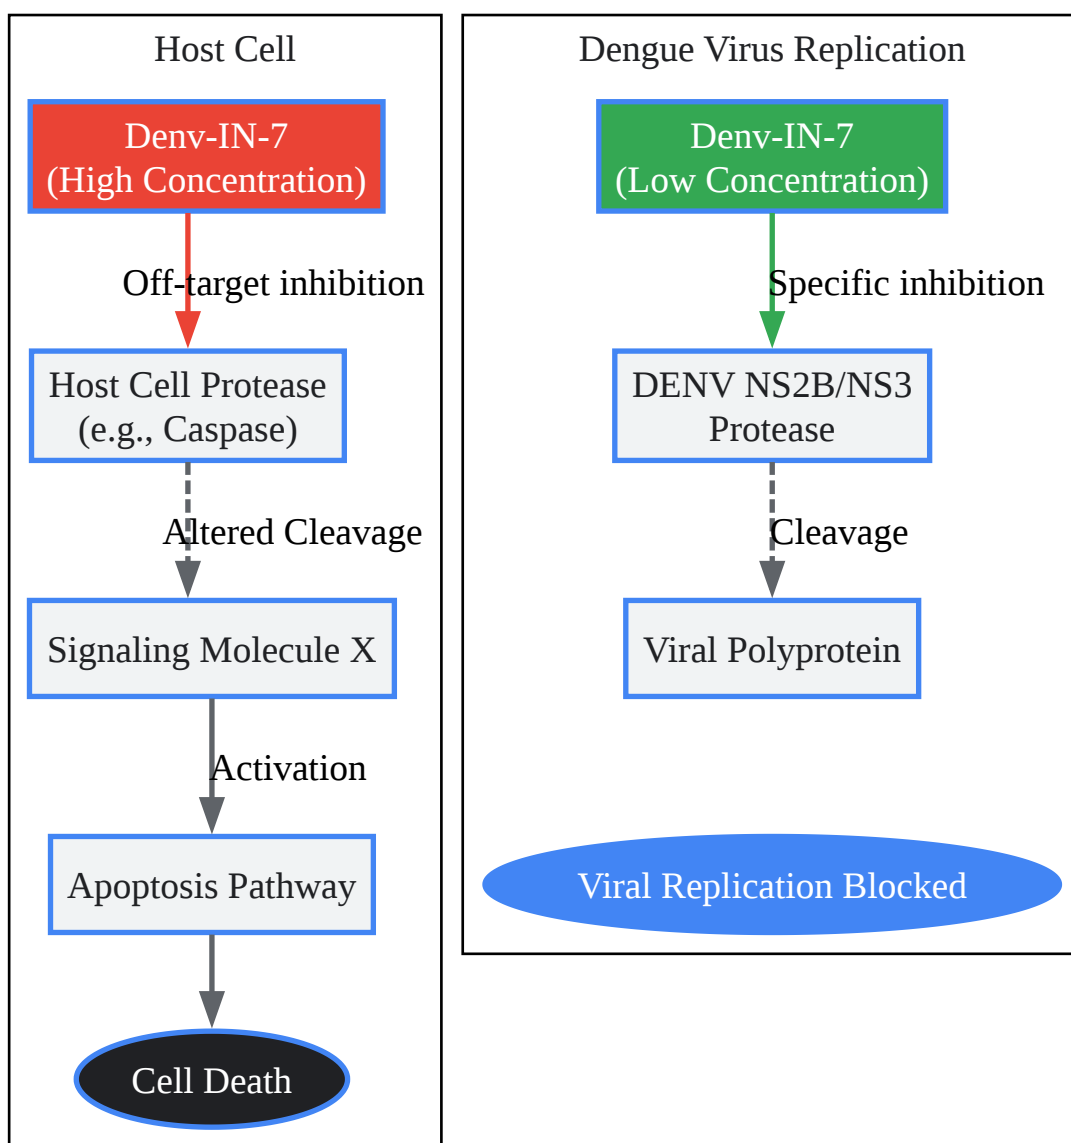 Host Cell
Denv-IN-7
(High Concentration)
Off-target inhibition
Host Cell Protease
(e.g., Caspase)
Altered Cleavage
Signaling Molecule X
Activation
Apoptosis Pathway
Cell Death
Dengue Virus Replication
Denv-IN-7
(Low Concentration)
Specific inhibition
DENV NS2B/NS3
Protease
Cleavage
Viral Polyprotein
Viral Replication Blocked